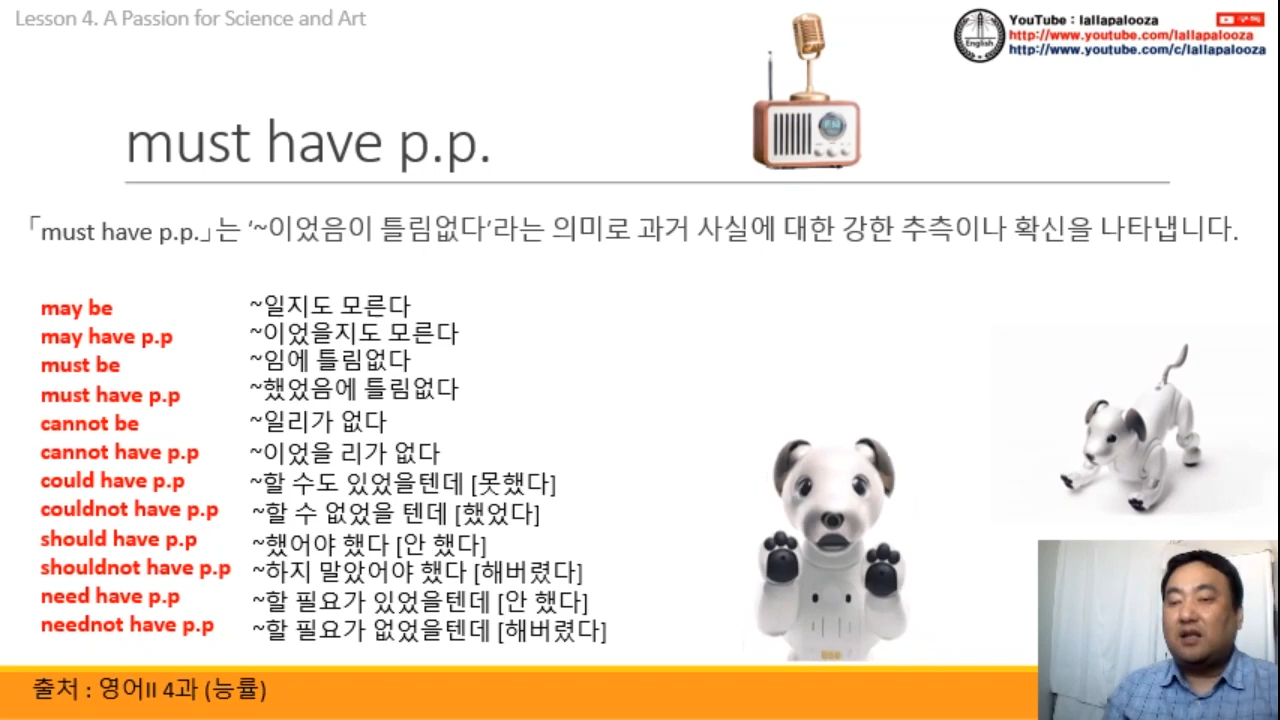 Lesson 4. A Passion for Science and Art
English
YouTube : lallapalooza
구독
http://www.youtube.com/lallapalooza
http://www.youtube.com/c/lallapalooza
FM
must have p.p.
「must have p.p.」는 ‘~이었음이 틀림없다’라는 의미로 과거 사실에 대한 강한 추측이나 확신을 나타냅니다.
may be ~일지도 모른다
may have p.p ~이었을지도 모른다
must be ~임에 틀림없다
must have p.p ~했었음에 틀림없다
cannot be ~일리가 없다
cannot have p.p ~이었을 리가 없다
could have p.p ~할 수도 있었을텐데 [못했다]
couldnot have p.p ~할 수 없었을 텐데 [했었다]
should have p.p ~했어야 했다 [안 했다]
shouldnot have p.p ~하지 말았어야 했다 [해버렸다]
need have p.p ~할 필요가 있었을텐데 [안 했다]
neednot have p.p ~할 필요가 없었을텐데 [해버렸다]
출처 : 영어II 4과 (능률)